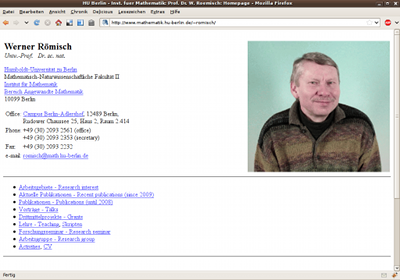 HU Berlin - Inst. fuer Mathematik: Prof. Ds. W. Roemisch: Homepage - Mozilla Firefox
Datei Bearbeiten Ansicht Chronik Delicious Lesezeichen Extras Hilfe
http://www.mathematik.hu-berlin.de/~romisch/
Werner Römisch
Univ.-Prof. Dr. sc. nat.
Humboldt-Universität zu Berlin
Mathematisch-Naturwissenschaftliche Fakultät II
Institut für Mathematik
Bereich Angewandte Mathematik
10099 Berlin
Office: Campus Berlin-Adlershof, 12489 Berlin,
Rudower Chaussee 25, Haus 2, Raum 2.414
Phone: +49 (30) 2093 2561 (office)
+49 (30) 2093 2353 (secretary)
Fax: +49 (30) 2093 2232
e-mail: romisch@math.hu-berlin.de
Arbeitsgebiete - Research interest
Aktuelle Publikationen - Recent publications (since 2009)
Publikationen - Publications (until 2008)
Vorträge - Talks
Drittmittelprojekte - Grants
Lehre - Teaching, Skripten
Forschungsseminar - Research seminar
Arbeitsgruppe - Research group
Activities, CV
Fertig